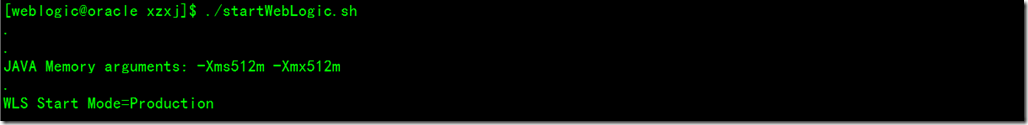 [weblogic@oracle xzxj]$ ./startWebLogic.sh
.
.
JAVA Memory arguments: -Xms512m -Xmx512m
.
WLS Start Mode=Production